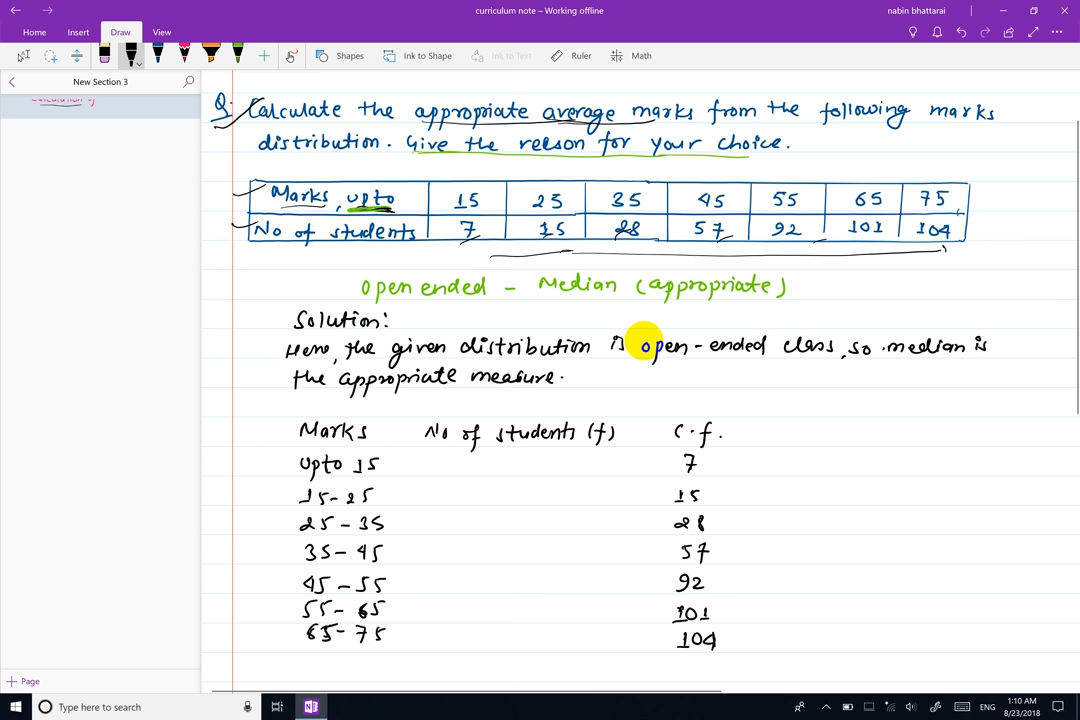 curriculum note – Working offline
nabin bhattarai
Home Insert Draw View
Shapes Ink to Shape Ink to Text Ruler Math
New Section 3
Q. Calculate the appropriate average marks from the following marks
distribution. Give the reason for your choice.
Marks, upto 15 25 35 45 55 65 75
No of students 7 15 28 57 92 101 104
open ended - Median (appropriate)
Solution:
Here, the given distribution is open-ended class, so median is
the appropriate measure.
Marks No of students (f) c.f.
upto 15 7
15-25 15
25-35 28
35-45 57
45-55 92
55-65 101
65-75 104
+ Page
Type here to search
ENG
1:10 AM
8/23/2018